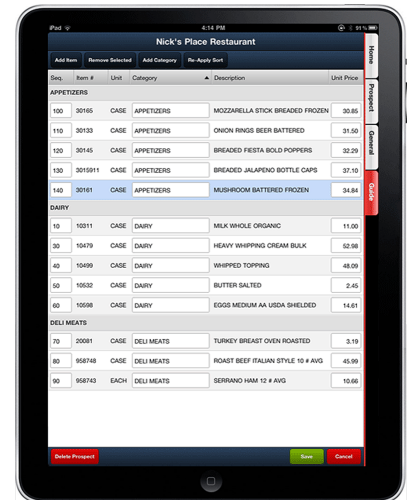 iPad 4:14 PM 91%
Nick's Place Restaurant
Add Item Remove Selected Add Category Re-Apply Sort
Seq. Item # Unit Category Description Unit Price
APPETIZERS
100 30165 CASE APPETIZERS MOZZARELLA STICK BREADED FROZEN 30.85
110 30133 CASE APPETIZERS ONION RINGS BEER BATTERED 31.50
120 30145 CASE APPETIZERS BREADED FIESTA BOLD POPPERS 32.29
130 3015911 CASE APPETIZERS BREADED JALAPENO BOTTLE CAPS 37.10
140 30161 CASE APPETIZERS MUSHROOM BATTERED FROZEN 34.84
DAIRY
10 10311 CASE DAIRY MILK WHOLE ORGANIC 11.00
30 10479 CASE DAIRY HEAVY WHIPPING CREAM BULK 52.98
40 10499 CASE DAIRY WHIPPED TOPPING 48.09
50 10532 CASE DAIRY BUTTER SALTED 2.45
60 10598 CASE DAIRY EGGS MEDIUM AA USDA SHIELDED 14.61
DELI MEATS
70 20081 CASE DELI MEATS TURKEY BREAST OVEN ROASTED 3.19
80 958748 CASE DELI MEATS ROAST BEEF ITALIAN STYLE 10 # AVG 45.99
90 958743 EACH DELI MEATS SERRANO HAM 12 # AVG 10.66
Delete Prospect Save Cancel
Home
Prospect
General
Guide